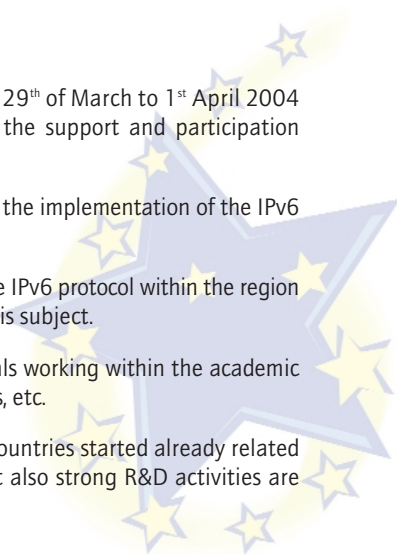 29th of March to 1st April 2004
the support and participation
the implementation of the IPv6
e IPv6 protocol within the region
is subject.
ls working within the academic
s, etc.
ountries started already related
t also strong R&D activities are